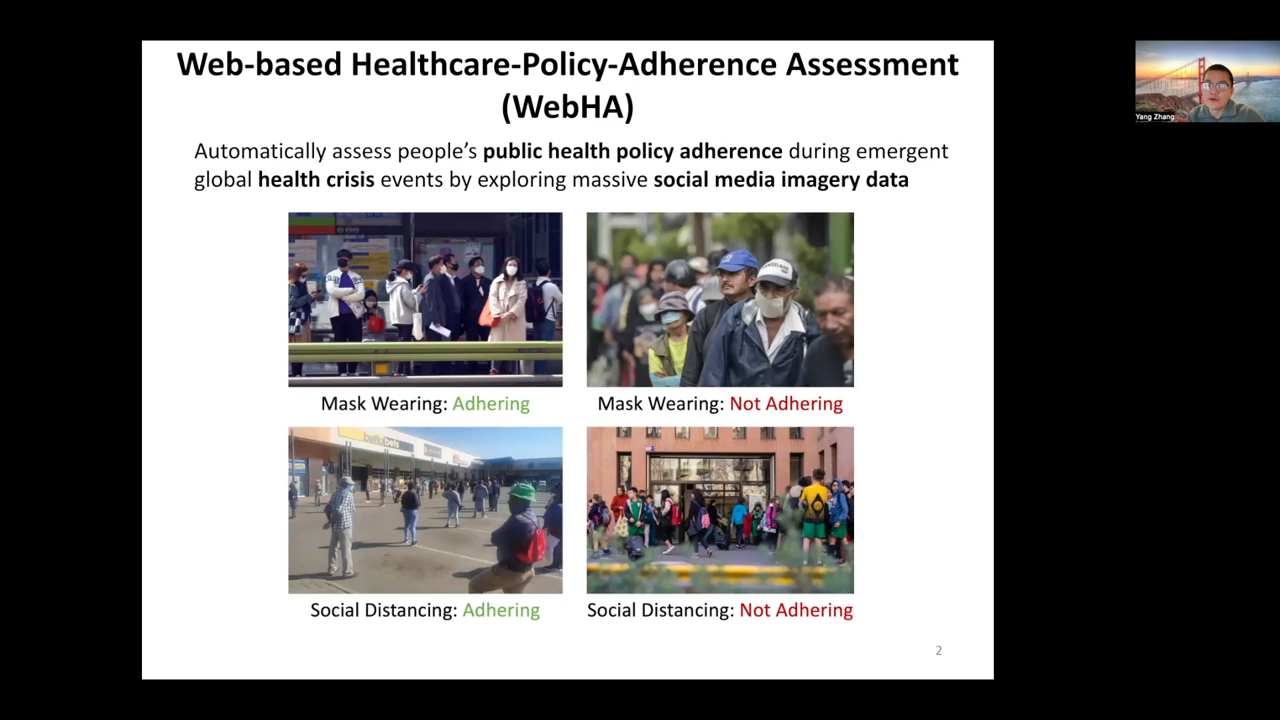 Web-based Healthcare-Policy-Adherence Assessment
(WebHA)
Automatically assess people’s public health policy adherence during emergent
global health crisis events by exploring massive social media imagery data
Mask Wearing: Adhering
Mask Wearing: Not Adhering
Social Distancing: Adhering
Social Distancing: Not Adhering
2
Yang Zhang